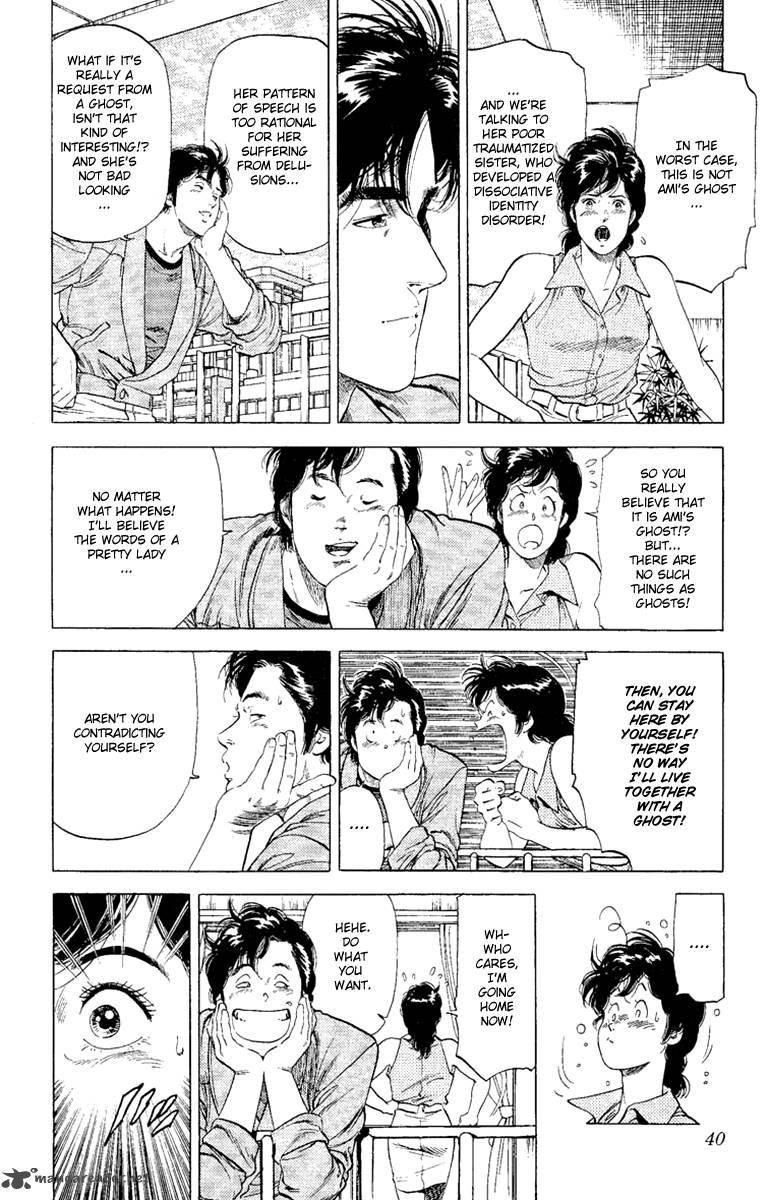 IN THE
WORST CASE,
THIS IS NOT
AMI'S GHOST
...
...
AND WE'RE
TALKING TO
HER POOR
TRAUMATIZED
SISTER, WHO
DEVELOPED A
DISSOCIATIVE
IDENTITY
DISORDER!
HER PATTERN
OF SPEECH IS
TOO RATIONAL
FOR HER
SUFFERING
FROM DELU-
SIONS...
WHAT IF IT'S
REALLY A
REQUEST FROM
A GHOST,
ISN'T THAT
KIND OF
INTERESTING!?
AND SHE'S
NOT BAD
LOOKING
...
SO YOU
REALLY
BELIEVE THAT
IT IS AMI'S
GHOST!?
BUT...
THERE ARE
NO SUCH
THINGS AS
GHOSTS!
NO MATTER
WHAT
HAPPENS!
I'LL BELIEVE
THE WORDS OF A
PRETTY LADY
...
THEN, YOU
CAN STAY
HERE BY
YOURSELF!
THERE'S
NO WAY
I'LL LIVE
TOGETHER
WITH A
GHOST!
....
AREN'T YOU
CONTRADICTING
YOURSELF?
....
WH-
WHO
CARES,
I'M
GOING
HOME
NOW!
HEHE.
DO
WHAT
YOU
WANT.
40
mangareader.net